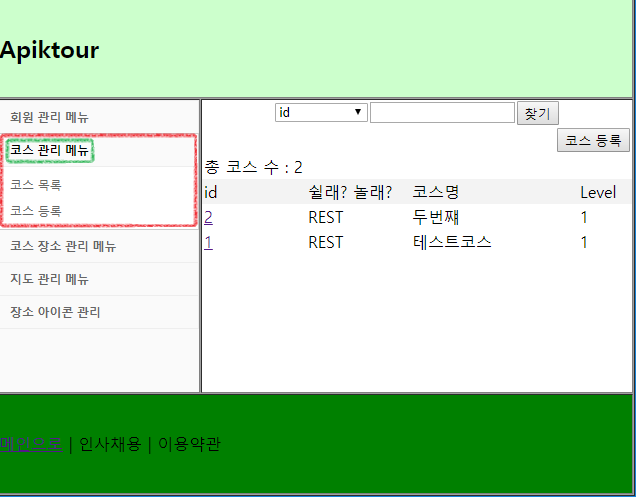 Apiktour
회원 관리 메뉴
코스 관리 메뉴
코스 목록
코스 등록
코스 장소 관리 메뉴
지도 관리 메뉴
장소 아이콘 관리
id 찾기
코스 등록
총 코스 수 : 2
id 쉴래? 놀래? 코스명 Level
2 REST 두번쨰 1
1 REST 테스트코스 1
메인으로 | 인사채용 | 이용약관